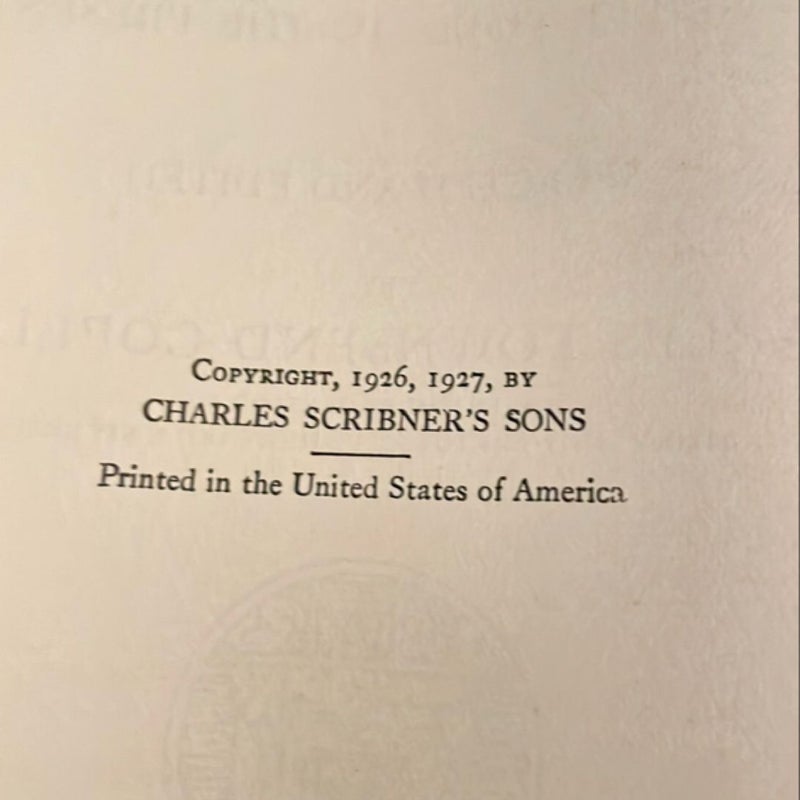 COPYRIGHT, 1926, 1927, BY
CHARLES SCRIBNER'S SONS
Printed in the United States of America